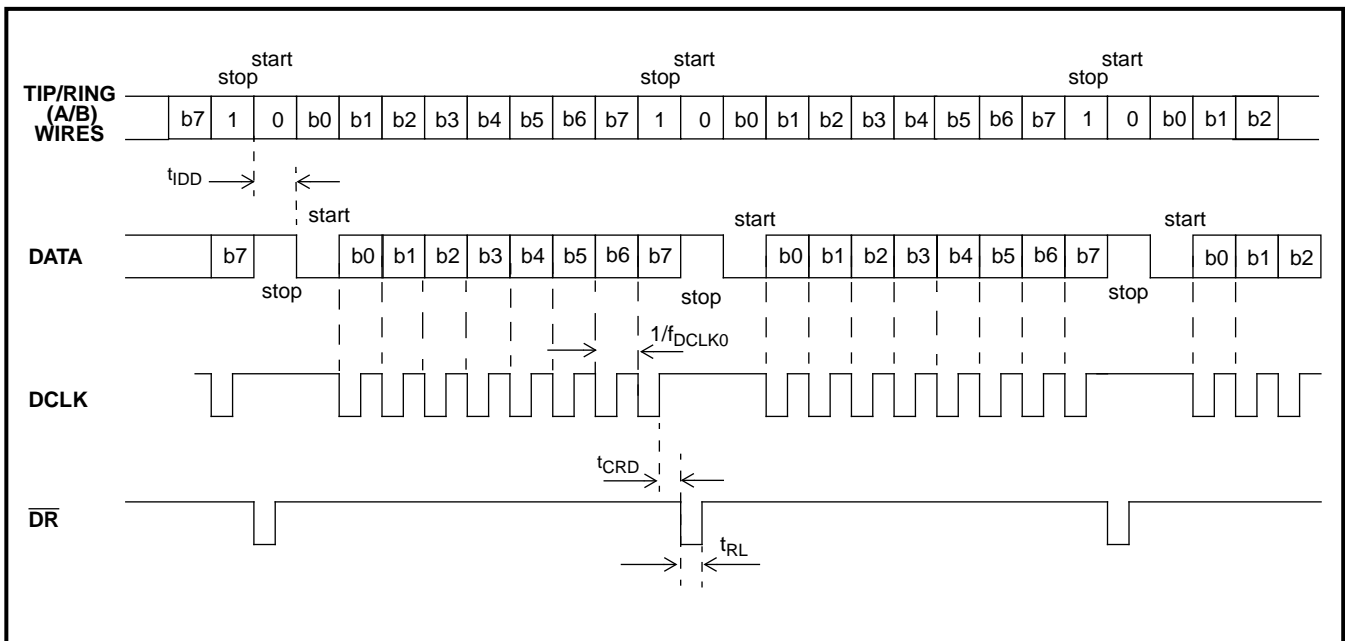 start start start
stop stop stop
TIP/RING
(A/B)
WIRES
b7 1 0 b0 b1 b2 b3 b4 b5 b6 b7 1 0 b0 b1 b2 b3 b4 b5 b6 b7 1 0 b0 b1 b2
tIDD
start start start
DATA
b7 b0 b1 b2 b3 b4 b5 b6 b7 b0 b1 b2 b3 b4 b5 b6 b7 b0 b1 b2
stop stop stop
1/fDCLK0
DCLK
tCRD
DR
tRL